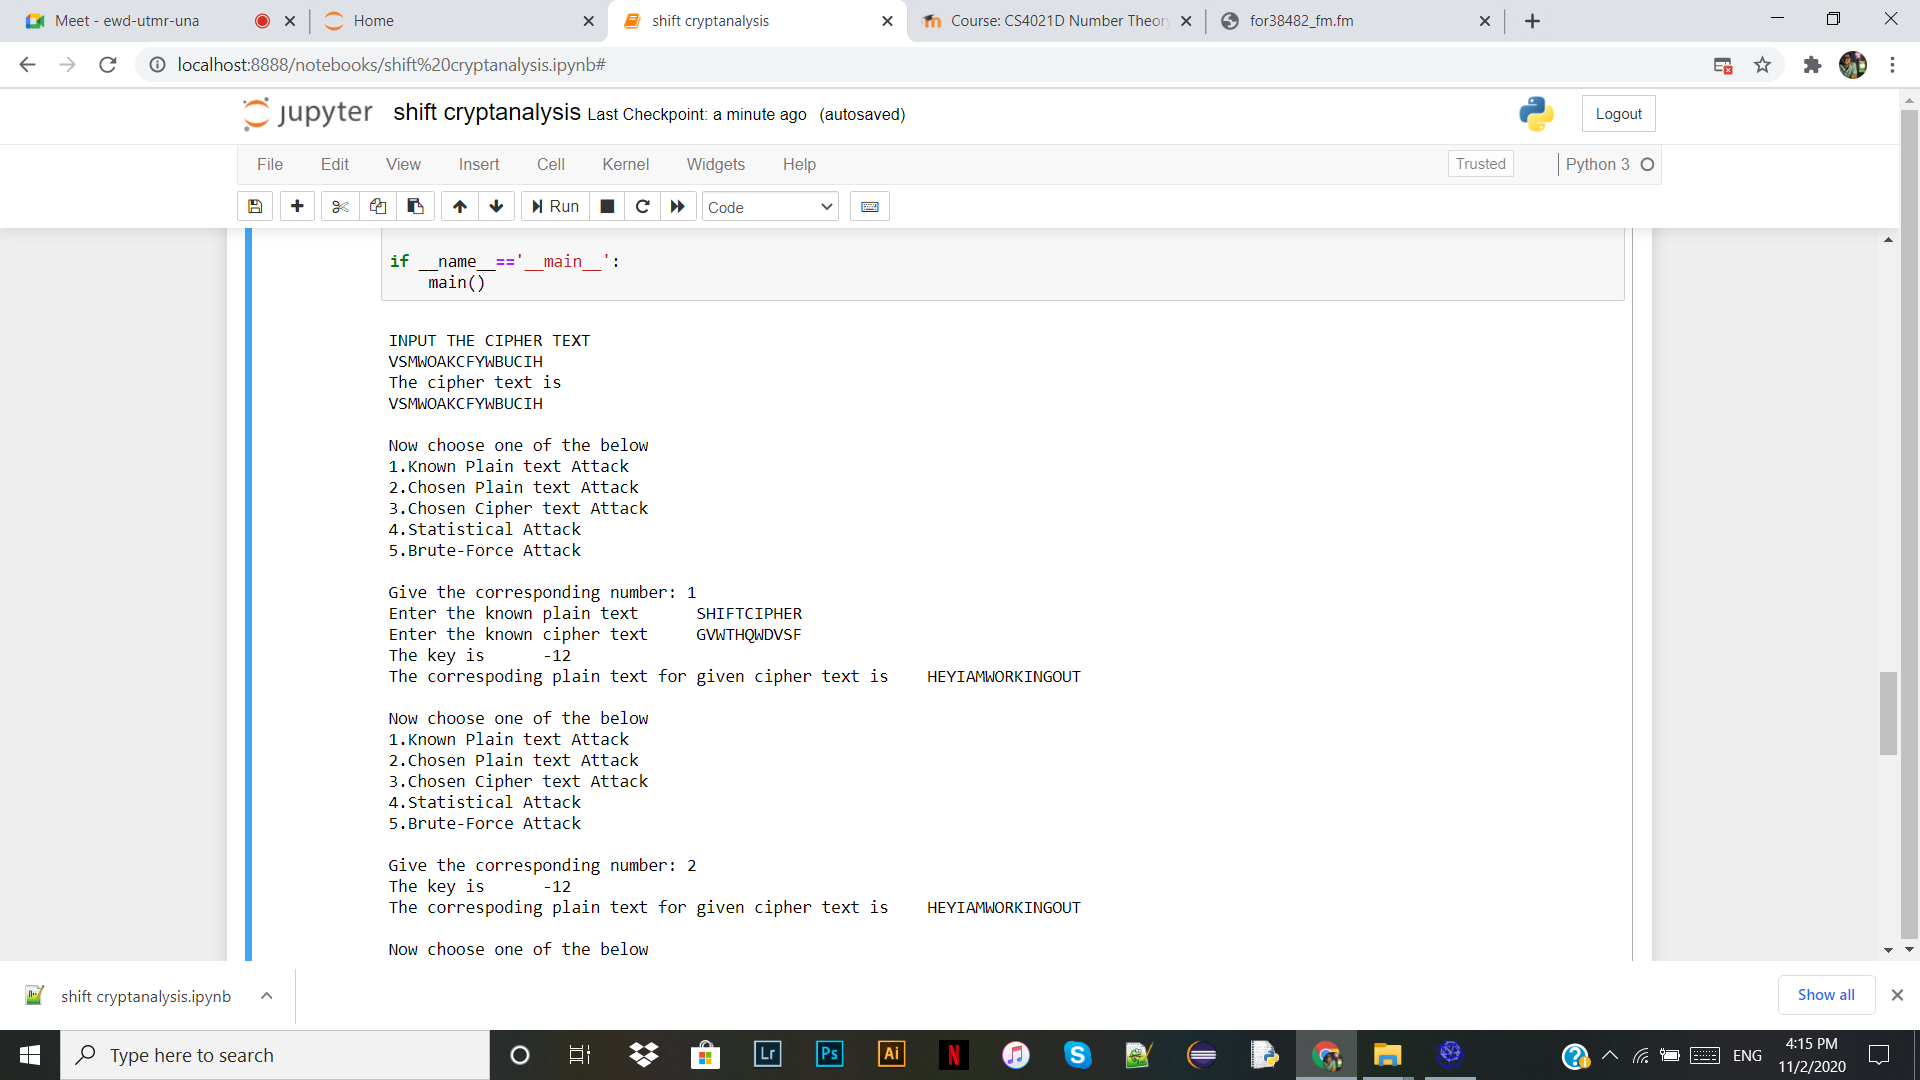 Meet - ewd-utmr-una
Home
shift cryptanalysis
Course: CS4021D Number Theory
for38482_fm.fm
localhost:8888/notebooks/shift%20cryptanalysis.ipynb#
jupyter shift cryptanalysis Last Checkpoint: a minute ago (autosaved)
Logout
File Edit View Insert Cell Kernel Widgets Help
Trusted
Python 3
Run
Code
if __name__=='__main__':
main()
INPUT THE CIPHER TEXT
VSMWOAKCFYWBUCIH
The cipher text is
VSMWOAKCFYWBUCIH
Now choose one of the below
1.Known Plain text Attack
2.Chosen Plain text Attack
3.Chosen Cipher text Attack
4.Statistical Attack
5.Brute-Force Attack
Give the corresponding number: 1
Enter the known plain text SHIFTCIPHER
Enter the known cipher text GVWTHQWDVSF
The key is -12
The correspoding plain text for given cipher text is HEYIAMWORKINGOUT
Now choose one of the below
1.Known Plain text Attack
2.Chosen Plain text Attack
3.Chosen Cipher text Attack
4.Statistical Attack
5.Brute-Force Attack
Give the corresponding number: 2
The key is -12
The correspoding plain text for given cipher text is HEYIAMWORKINGOUT
Now choose one of the below
shift cryptanalysis.ipynb
Show all
Type here to search
Lr
Ps
Ai
N
S
ENG
4:15 PM
11/2/2020